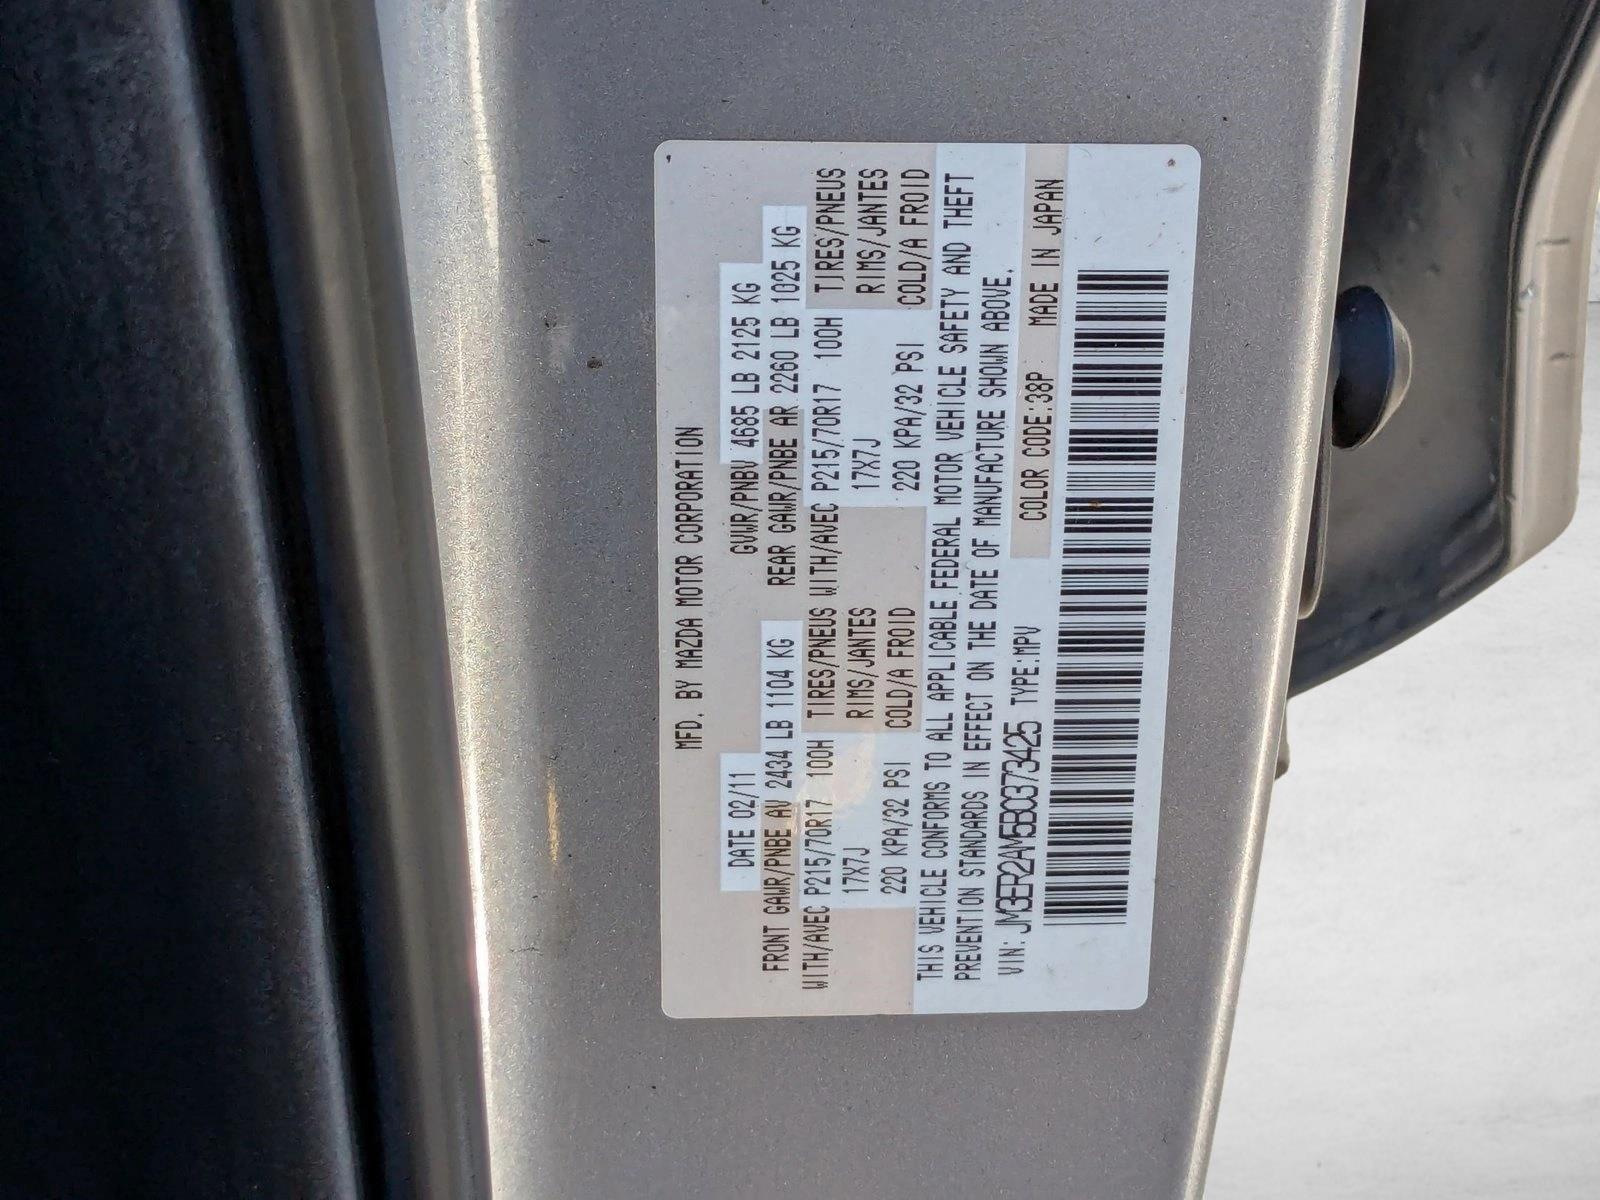 MFD. BY MAZDA MOTOR CORPORATION
DATE 02/11 GVWR/PNBV 4685 LB 2125 KG
FRONT GAWR/PNBE AV 2434 LB 1104 KG REAR GAWR/PNBE AR 2260 LB 1025 KG
WITH/AVEC P215/70R17 100H TIRES/PNEUS WITH/AVEC P215/70R17 100H TIRES/PNEUS
17X7J RIMS/JANTES 17X7J RIMS/JANTES
220 KPA/32 PSI COLD/A FROID 220 KPA/32 PSI COLD/A FROID
THIS VEHICLE CONFORMS TO ALL APPLICABLE FEDERAL MOTOR VEHICLE SAFETY AND THEFT
PREVENTION STANDARDS IN EFFECT ON THE DATE OF MANUFACTURE SHOWN ABOVE.
VIN: JM3ER2AM5BC373425 TYPE:MPV COLOR CODE:38P MADE IN JAPAN